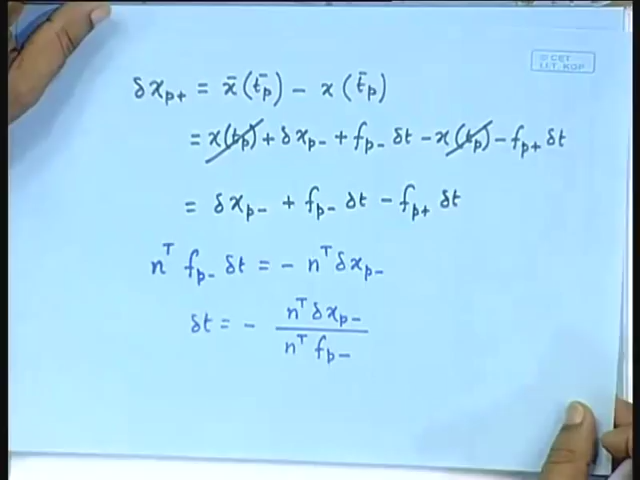 © CET
I.I.T. KGP
δx_{p+} = x̄(t̄_p) − x(t̄_p)
= x(t_p) + δx_{p−} + f_{p−} δt − x(t_p) − f_{p+} δt
= δx_{p−} + f_{p−} δt − f_{p+} δt
n^T f_{p−} δt = − n^T δx_{p−}
δt = − \frac{n^T δx_{p−}}{n^T f_{p−}}